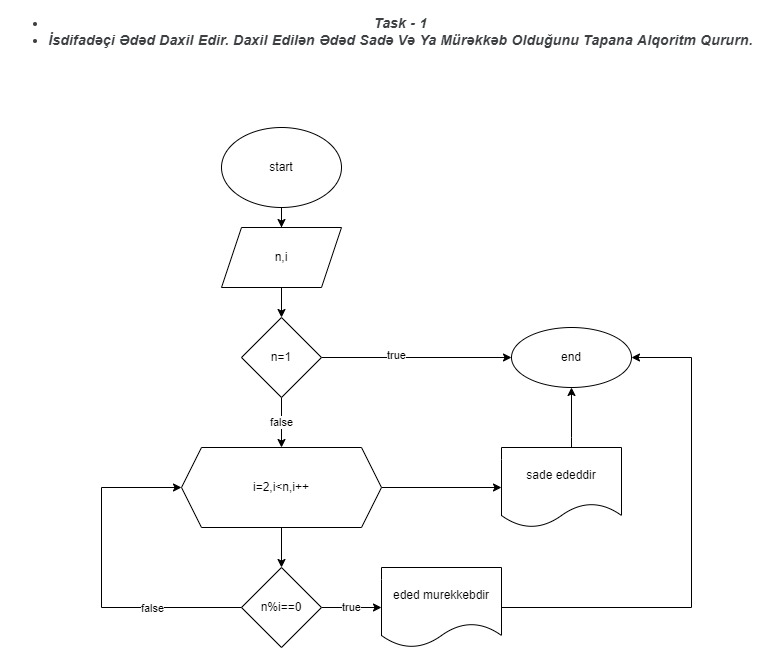 Task - 1
İsdifadəçi Ədəd Daxil Edir. Daxil Edilən Ədəd Sadə Və Ya Mürəkkəb Olduğunu Tapana Alqoritm Qururn.
start
n,i
n=1
true
end
false
i=2,i<n,i++
sade ededdir
false
n%i==0
true
eded murekkebdir